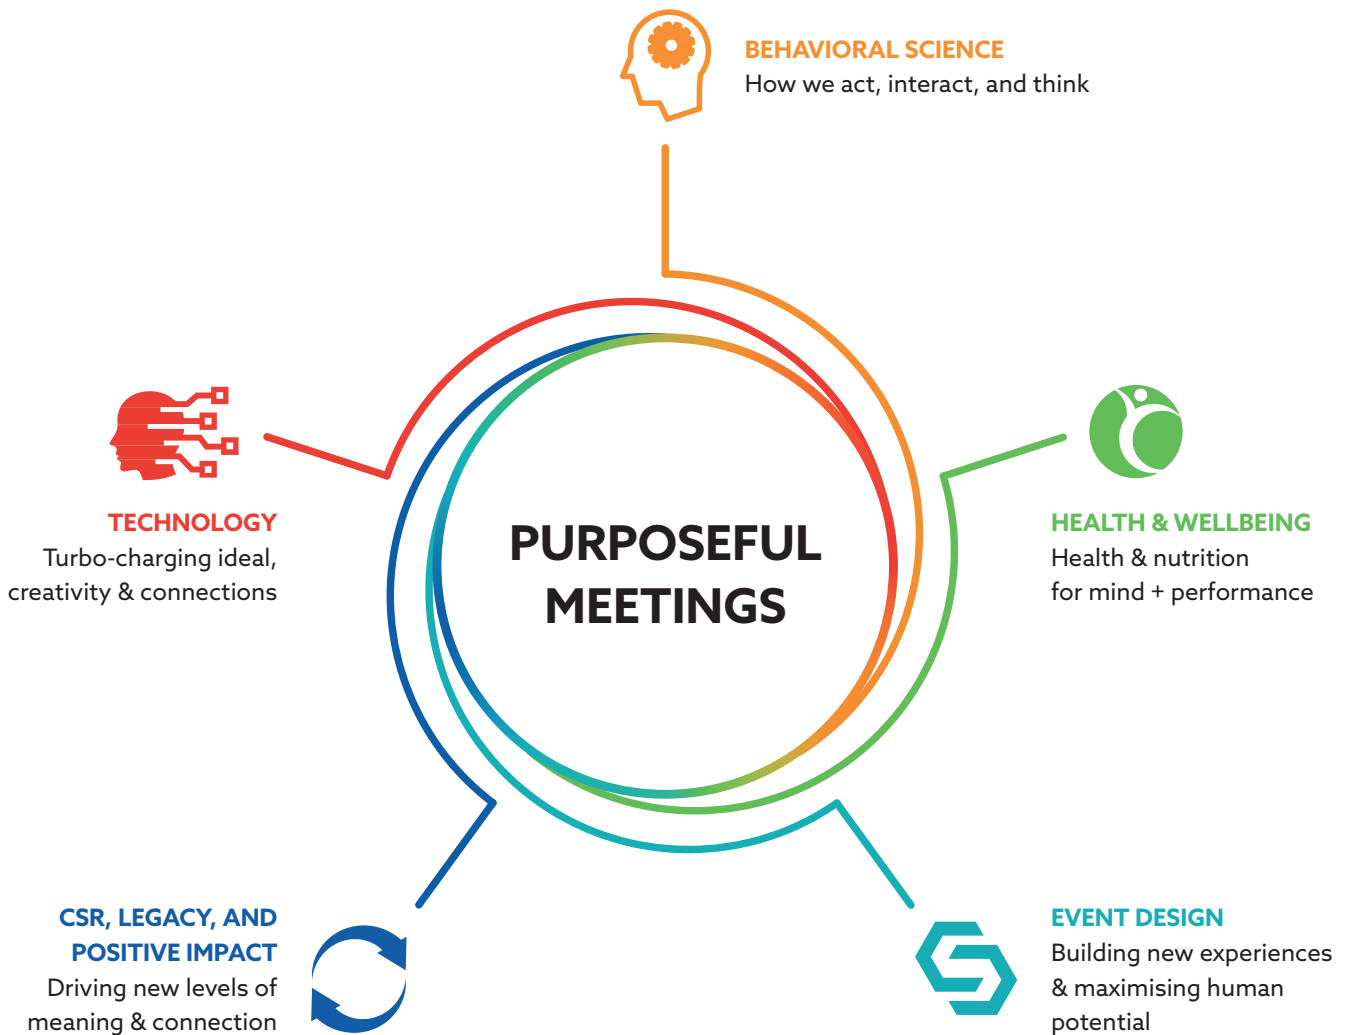 BEHAVIORAL SCIENCE
How we act, interact, and think
TECHNOLOGY
Turbo-charging ideal,
creativity & connections
PURPOSEFUL
MEETINGS
HEALTH & WELLBEING
Health & nutrition
for mind + performance
CSR, LEGACY, AND
POSITIVE IMPACT
Driving new levels of
meaning & connection
EVENT DESIGN
Building new experiences
& maximising human
potential